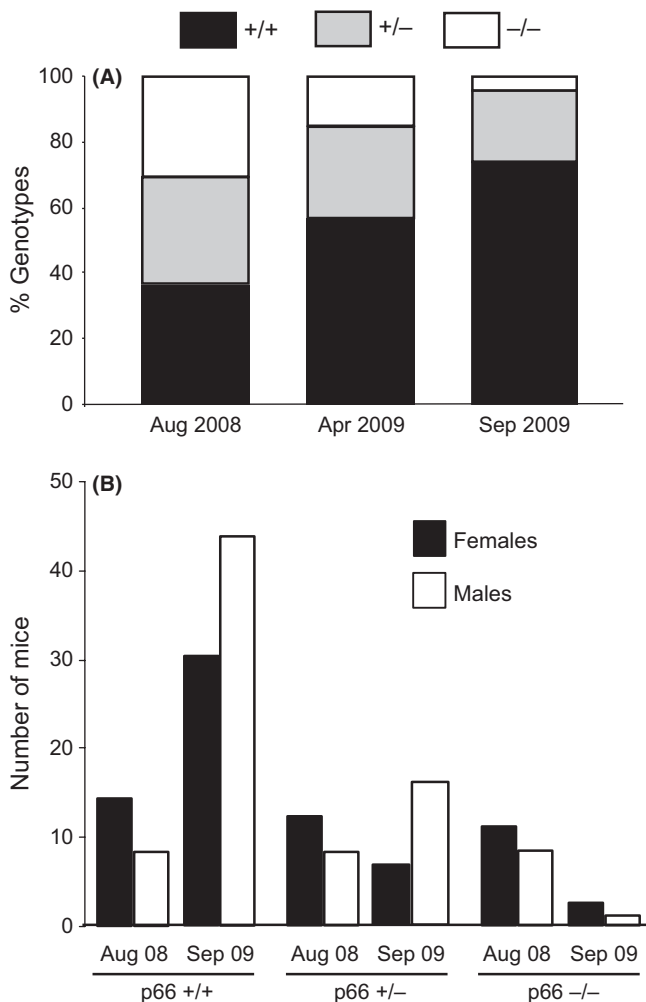 +/+ +/– –/–
(A)
100
80
60
40
20
0
% Genotypes
Aug 2008 Apr 2009 Sep 2009
(B)
50
40
30
20
10
0
Number of mice
Females
Males
Aug 08 Sep 09 Aug 08 Sep 09 Aug 08 Sep 09
p66 +/+ p66 +/– p66 –/–